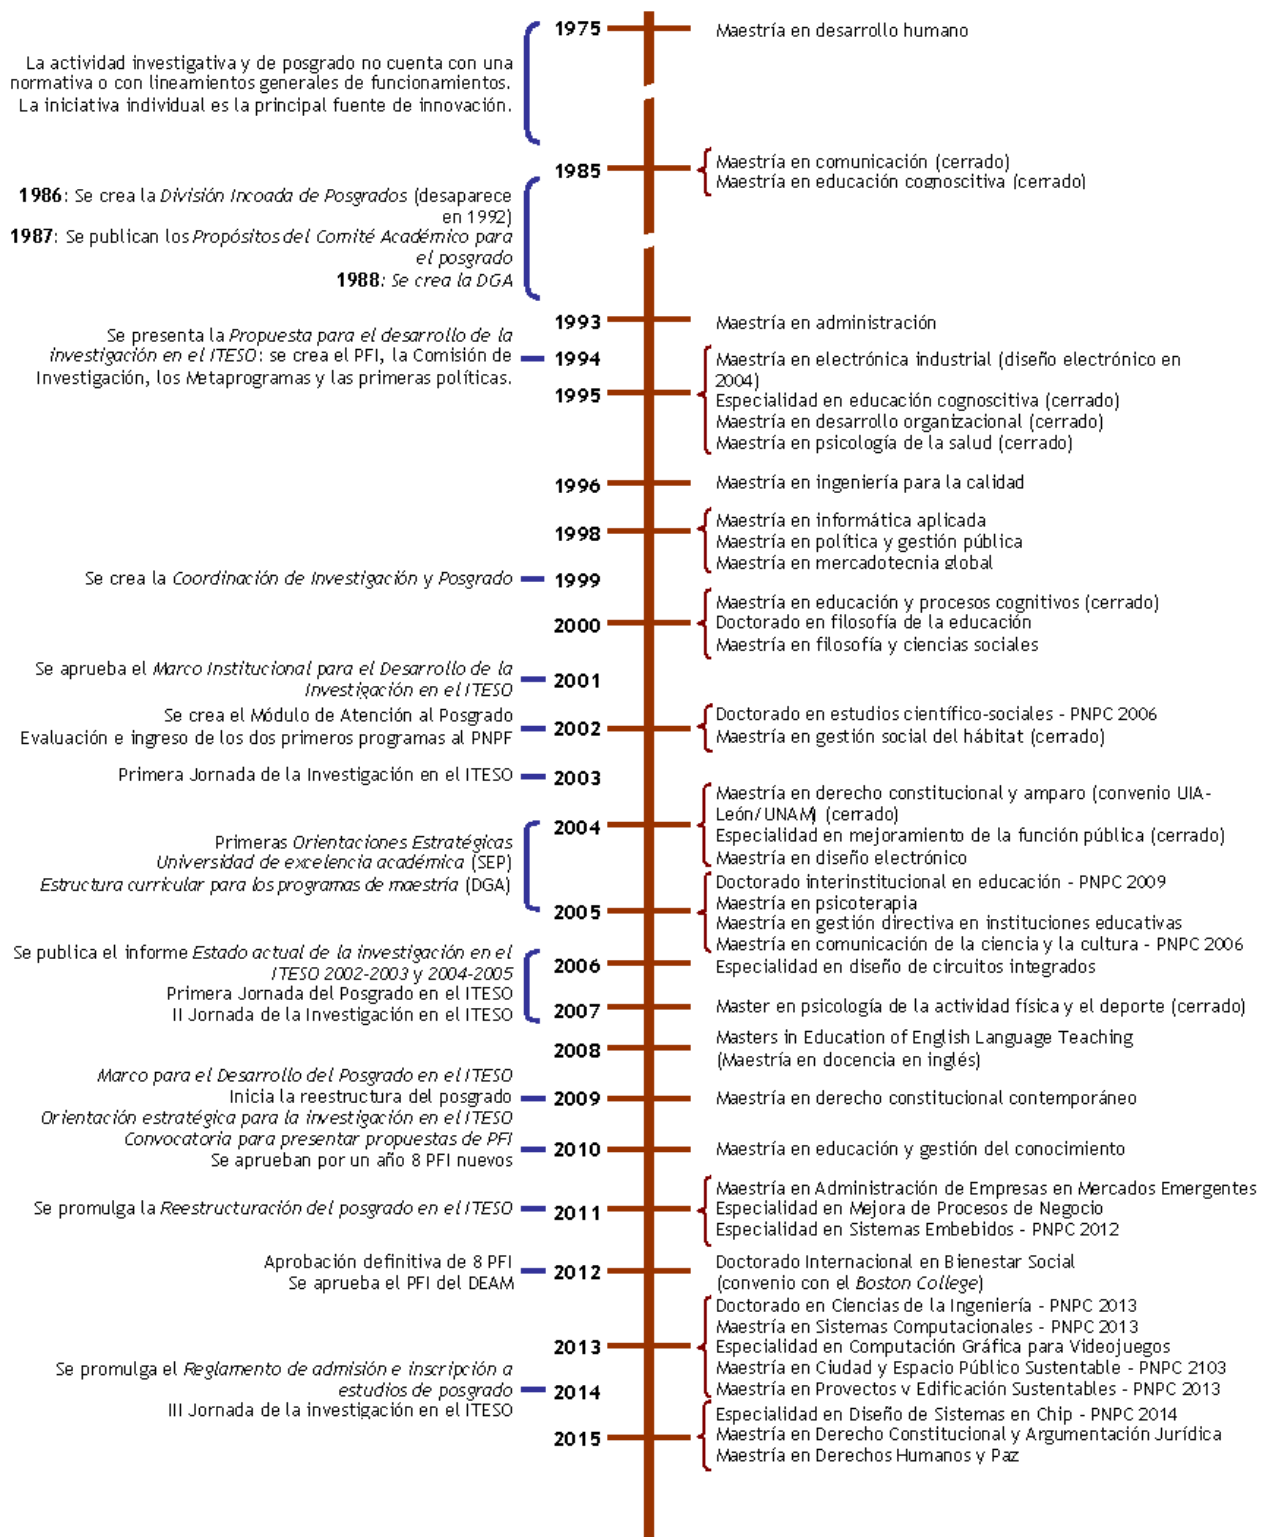 1975
Maestría en desarrollo humano
La actividad investigativa y de posgrado no cuenta con una
normativa o con lineamientos generales de funcionamientos.
La iniciativa individual es la principal fuente de innovación.
1985
Maestría en comunicación (cerrado)
Maestría en educación cognoscitiva (cerrado)
1986: Se crea la División Incoada de Posgrados (desaparece
en 1992)
1987: Se publican los Propósitos del Comité Académico para
el posgrado
1988: Se crea la DGA
1993
Maestría en administración
Se presenta la Propuesta para el desarrollo de la
investigación en el ITESO: se crea el PFI, la Comisión de
Investigación, los Metaprogramas y las primeras políticas.
1994
1995
Maestría en electrónica industrial (diseño electrónico en
2004)
Especialidad en educación cognoscitiva (cerrado)
Maestría en desarrollo organizacional (cerrado)
Maestría en psicología de la salud (cerrado)
1996
Maestría en ingeniería para la calidad
1998
Maestría en informática aplicada
Maestría en política y gestión pública
Maestría en mercadotecnia global
Se crea la Coordinación de Investigación y Posgrado
1999
2000
Maestría en educación y procesos cognitivos (cerrado)
Doctorado en filosofía de la educación
Maestría en filosofía y ciencias sociales
Se aprueba el Marco Institucional para el Desarrollo de la
Investigación en el ITESO
2001
Se crea el Módulo de Atención al Posgrado
Evaluación e ingreso de los dos primeros programas al PNPF
2002
Doctorado en estudios científico-sociales - PNPC 2006
Maestría en gestión social del hábitat (cerrado)
Primera Jornada de la Investigación en el ITESO
2003
2004
Maestría en derecho constitucional y amparo (convenio UIA-
León/UNAM) (cerrado)
Especialidad en mejoramiento de la función pública (cerrado)
Maestría en diseño electrónico
Primeras Orientaciones Estratégicas
Universidad de excelencia académica (SEP)
Estructura curricular para los programas de maestría (DGA)
2005
Doctorado interinstitucional en educación - PNPC 2009
Maestría en psicoterapia
Maestría en gestión directiva en instituciones educativas
Maestría en comunicación de la ciencia y la cultura - PNPC 2006
Se publica el informe Estado actual de la investigación en el
ITESO 2002-2003 y 2004-2005
Primera Jornada del Posgrado en el ITESO
II Jornada de la Investigación en el ITESO
2006
Especialidad en diseño de circuitos integrados
2007
Master en psicología de la actividad física y el deporte (cerrado)
2008
Masters in Education of English Language Teaching
(Maestría en docencia en inglés)
Marco para el Desarrollo del Posgrado en el ITESO
Inicia la reestructura del posgrado
Orientación estratégica para la investigación en el ITESO
2009
Maestría en derecho constitucional contemporáneo
Convocatoria para presentar propuestas de PFI
Se aprueban por un año 8 PFI nuevos
2010
Maestría en educación y gestión del conocimiento
Se promulga la Reestructuración del posgrado en el ITESO
2011
Maestría en Administración de Empresas en Mercados Emergentes
Especialidad en Mejora de Procesos de Negocio
Especialidad en Sistemas Embebidos - PNPC 2012
Aprobación definitiva de 8 PFI
Se aprueba el PFI del DEAM
2012
Doctorado Internacional en Bienestar Social
(convenio con el Boston College)
2013
Doctorado en Ciencias de la Ingeniería - PNPC 2013
Maestría en Sistemas Computacionales - PNPC 2013
Especialidad en Computación Gráfica para Videojuegos
Maestría en Ciudad y Espacio Público Sustentable - PNPC 2103
Maestría en Proyectos y Edificación Sustentables - PNPC 2013
Se promulga el Reglamento de admisión e inscripción a
estudios de posgrado
III Jornada de la investigación en el ITESO
2014
2015
Especialidad en Diseño de Sistemas en Chip - PNPC 2014
Maestría en Derecho Constitucional y Argumentación Jurídica
Maestría en Derechos Humanos y Paz